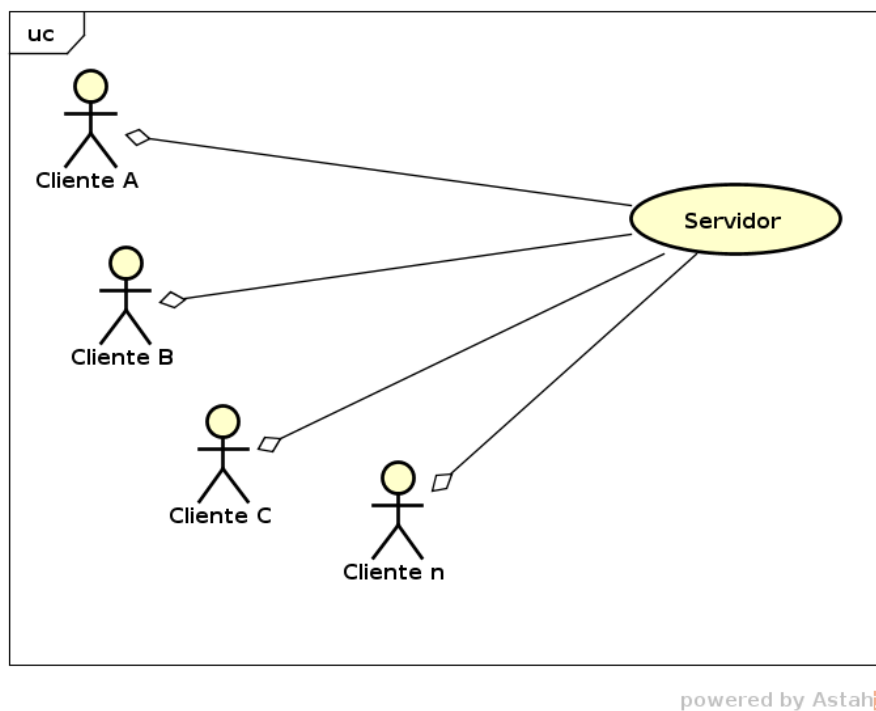 uc
Cliente A
Servidor
Cliente B
Cliente C
Cliente n
powered by Astah